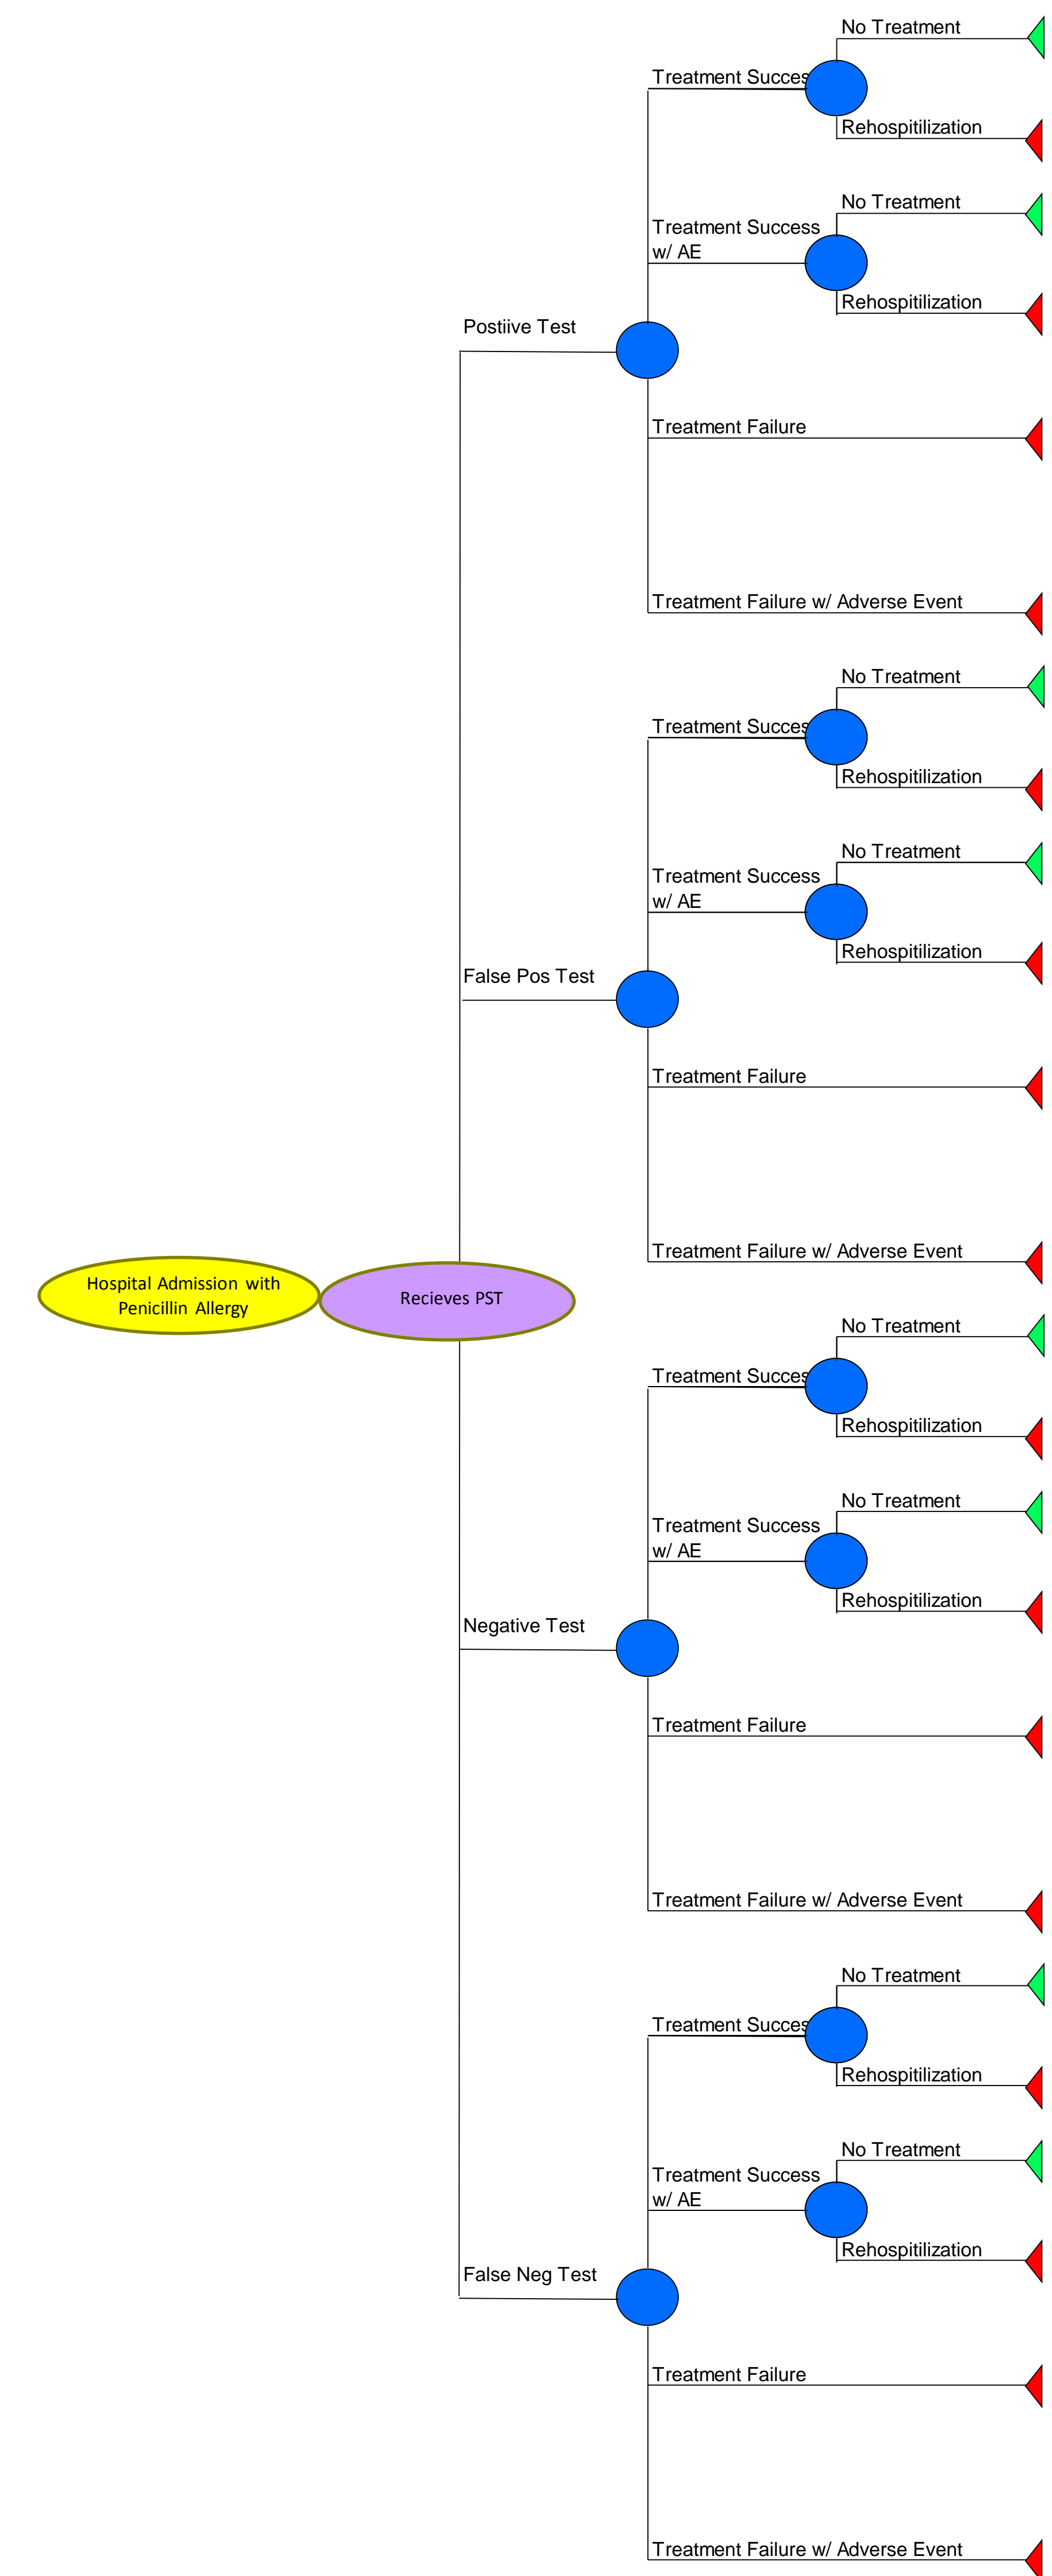 No Treatment
Treatment Succes
Rehospitilization
No Treatment
Treatment Success
w/ AE
Rehospitilization
Postiive Test
Treatment Failure
Treatment Failure w/ Adverse Event
No Treatment
Treatment Succes
Rehospitilization
No Treatment
Treatment Success
w/ AE
Rehospitilization
False Pos Test
Treatment Failure
Treatment Failure w/ Adverse Event
Hospital Admission with
Penicillin Allergy
Recieves PST
No Treatment
Treatment Succes
Rehospitilization
No Treatment
Treatment Success
w/ AE
Rehospitilization
Negative Test
Treatment Failure
Treatment Failure w/ Adverse Event
No Treatment
Treatment Succes
Rehospitilization
No Treatment
Treatment Success
w/ AE
Rehospitilization
False Neg Test
Treatment Failure
Treatment Failure w/ Adverse Event